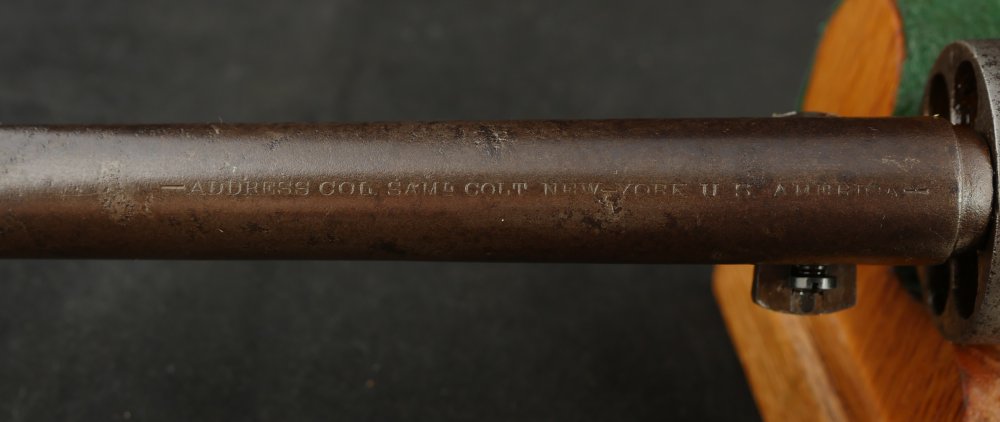 —ADDRESS COL. SAML COLT NEW-YORK U.S. AMERICA—